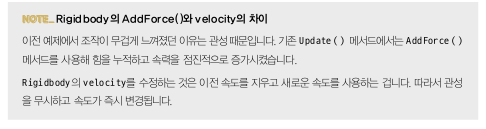 NOTE_ Rigidbody의 AddForce()와 velocity의 차이
이전 예제에서 조작이 무겁게 느껴졌던 이유는 관성 때문입니다. 기존 Update() 메서드에서는 AddForce()
메서드를 사용해 힘을 누적하고 속력을 점진적으로 증가시켰습니다.
Rigidbody의 velocity를 수정하는 것은 이전 속도를 지우고 새로운 속도를 사용하는 겁니다. 따라서 관성
을 무시하고 속도가 즉시 변경됩니다.